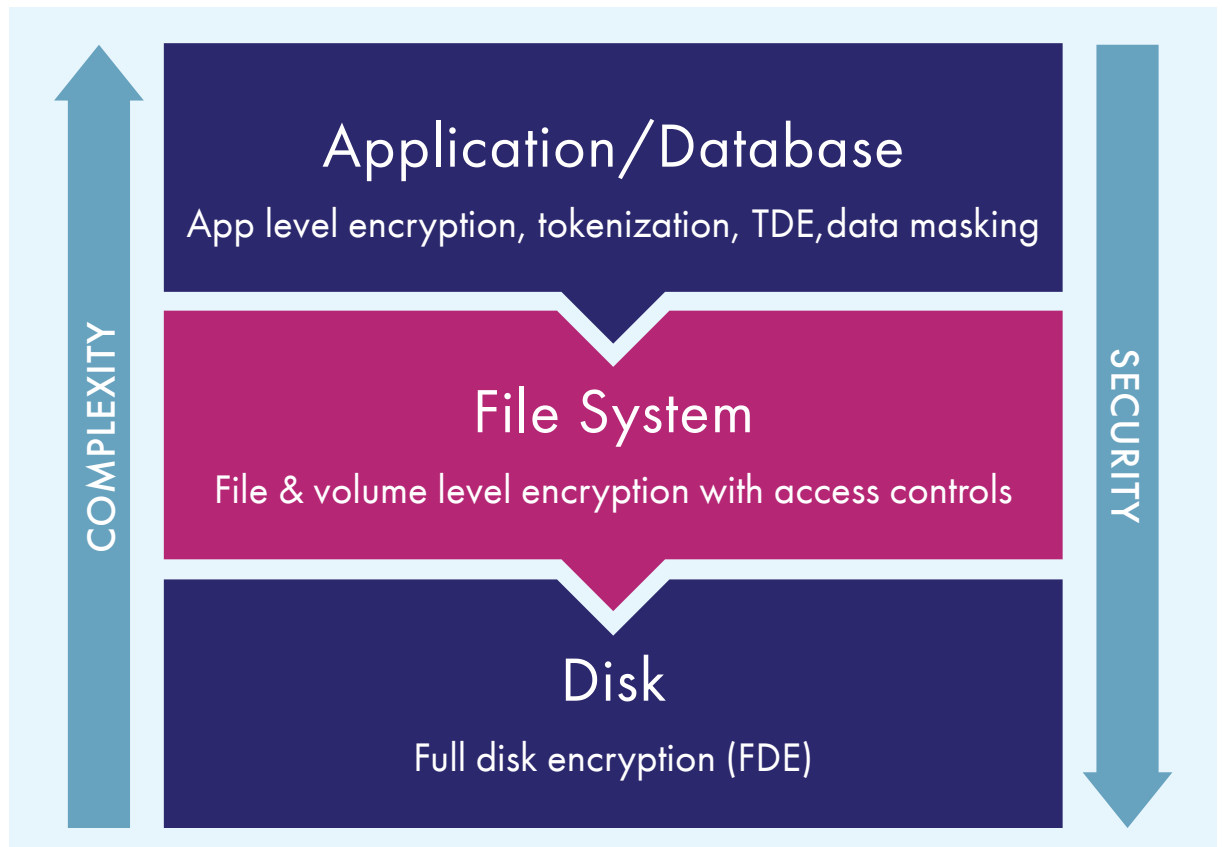 Application/Database
App level encryption, tokenization, TDE,data masking
COMPLEXITY
File System
File & volume level encryption with access controls
SECURITY
Disk
Full disk encryption (FDE)